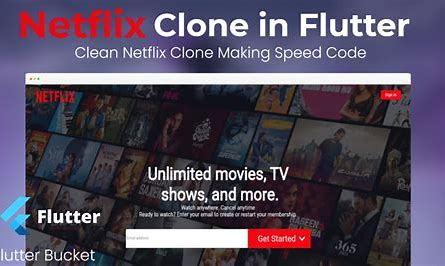 Netflix Clone in Flutter
Clean Netflix Clone Making Speed Code
NETFLIX
Sign In
Unlimited movies, TV
shows, and more.
Watch anywhere. Cancel anytime
Ready to watch? Enter your email to create or restart your membership.
Email address
Get Started >
Flutter
lutter Bucket
365